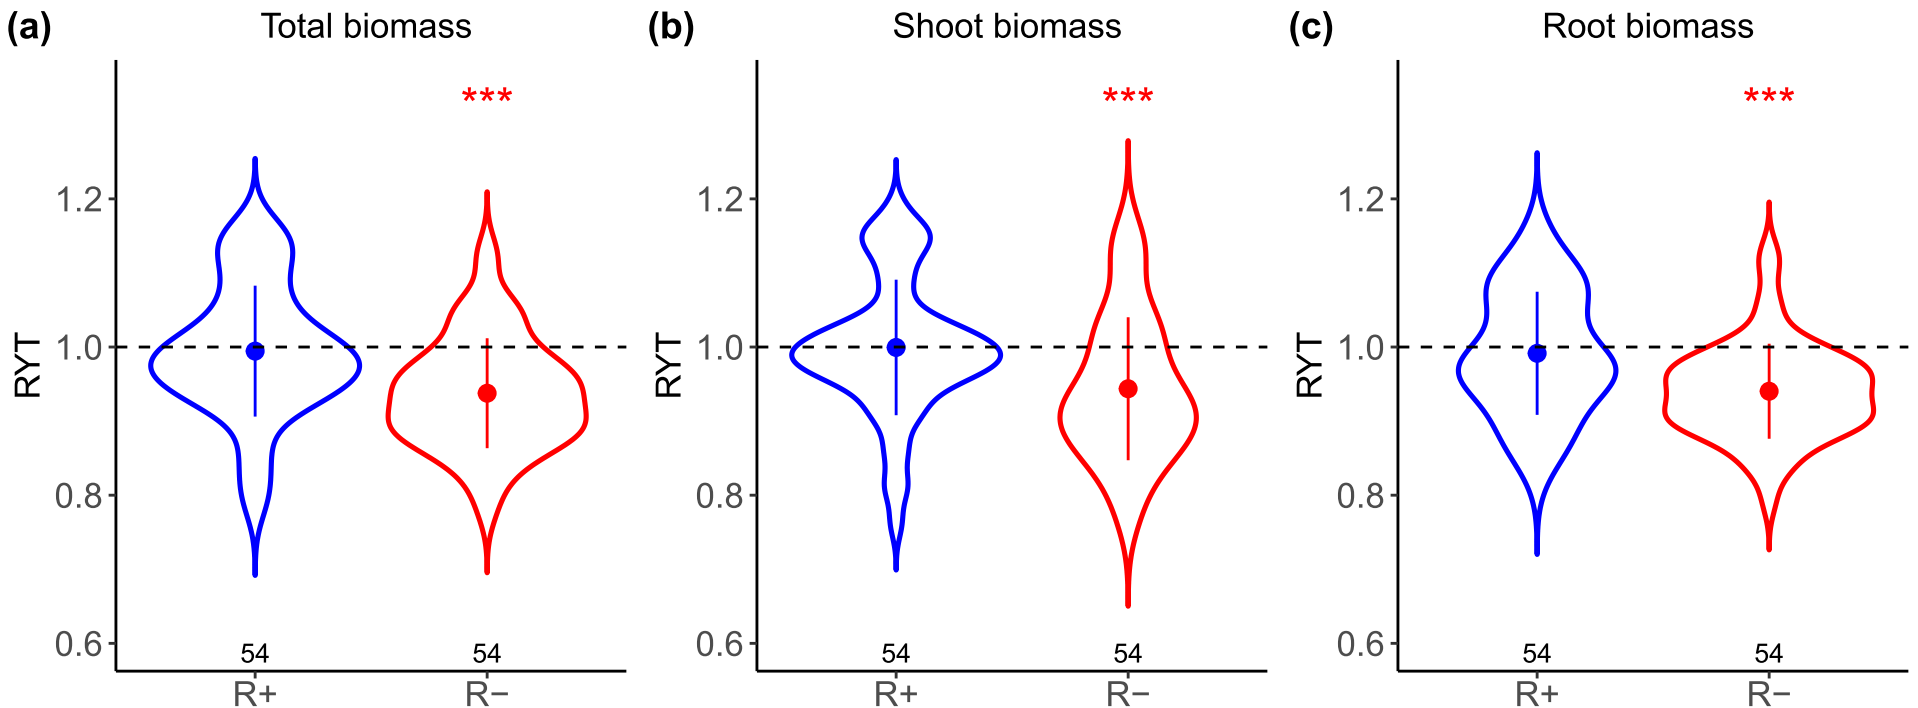 (a) Total biomass
***
1.2
1.0
0.8
0.6
RYT
54 54
R+ R−
(b) Shoot biomass
***
1.2
1.0
0.8
0.6
RYT
54 54
R+ R−
(c) Root biomass
***
1.2
1.0
0.8
0.6
RYT
54 54
R+ R−